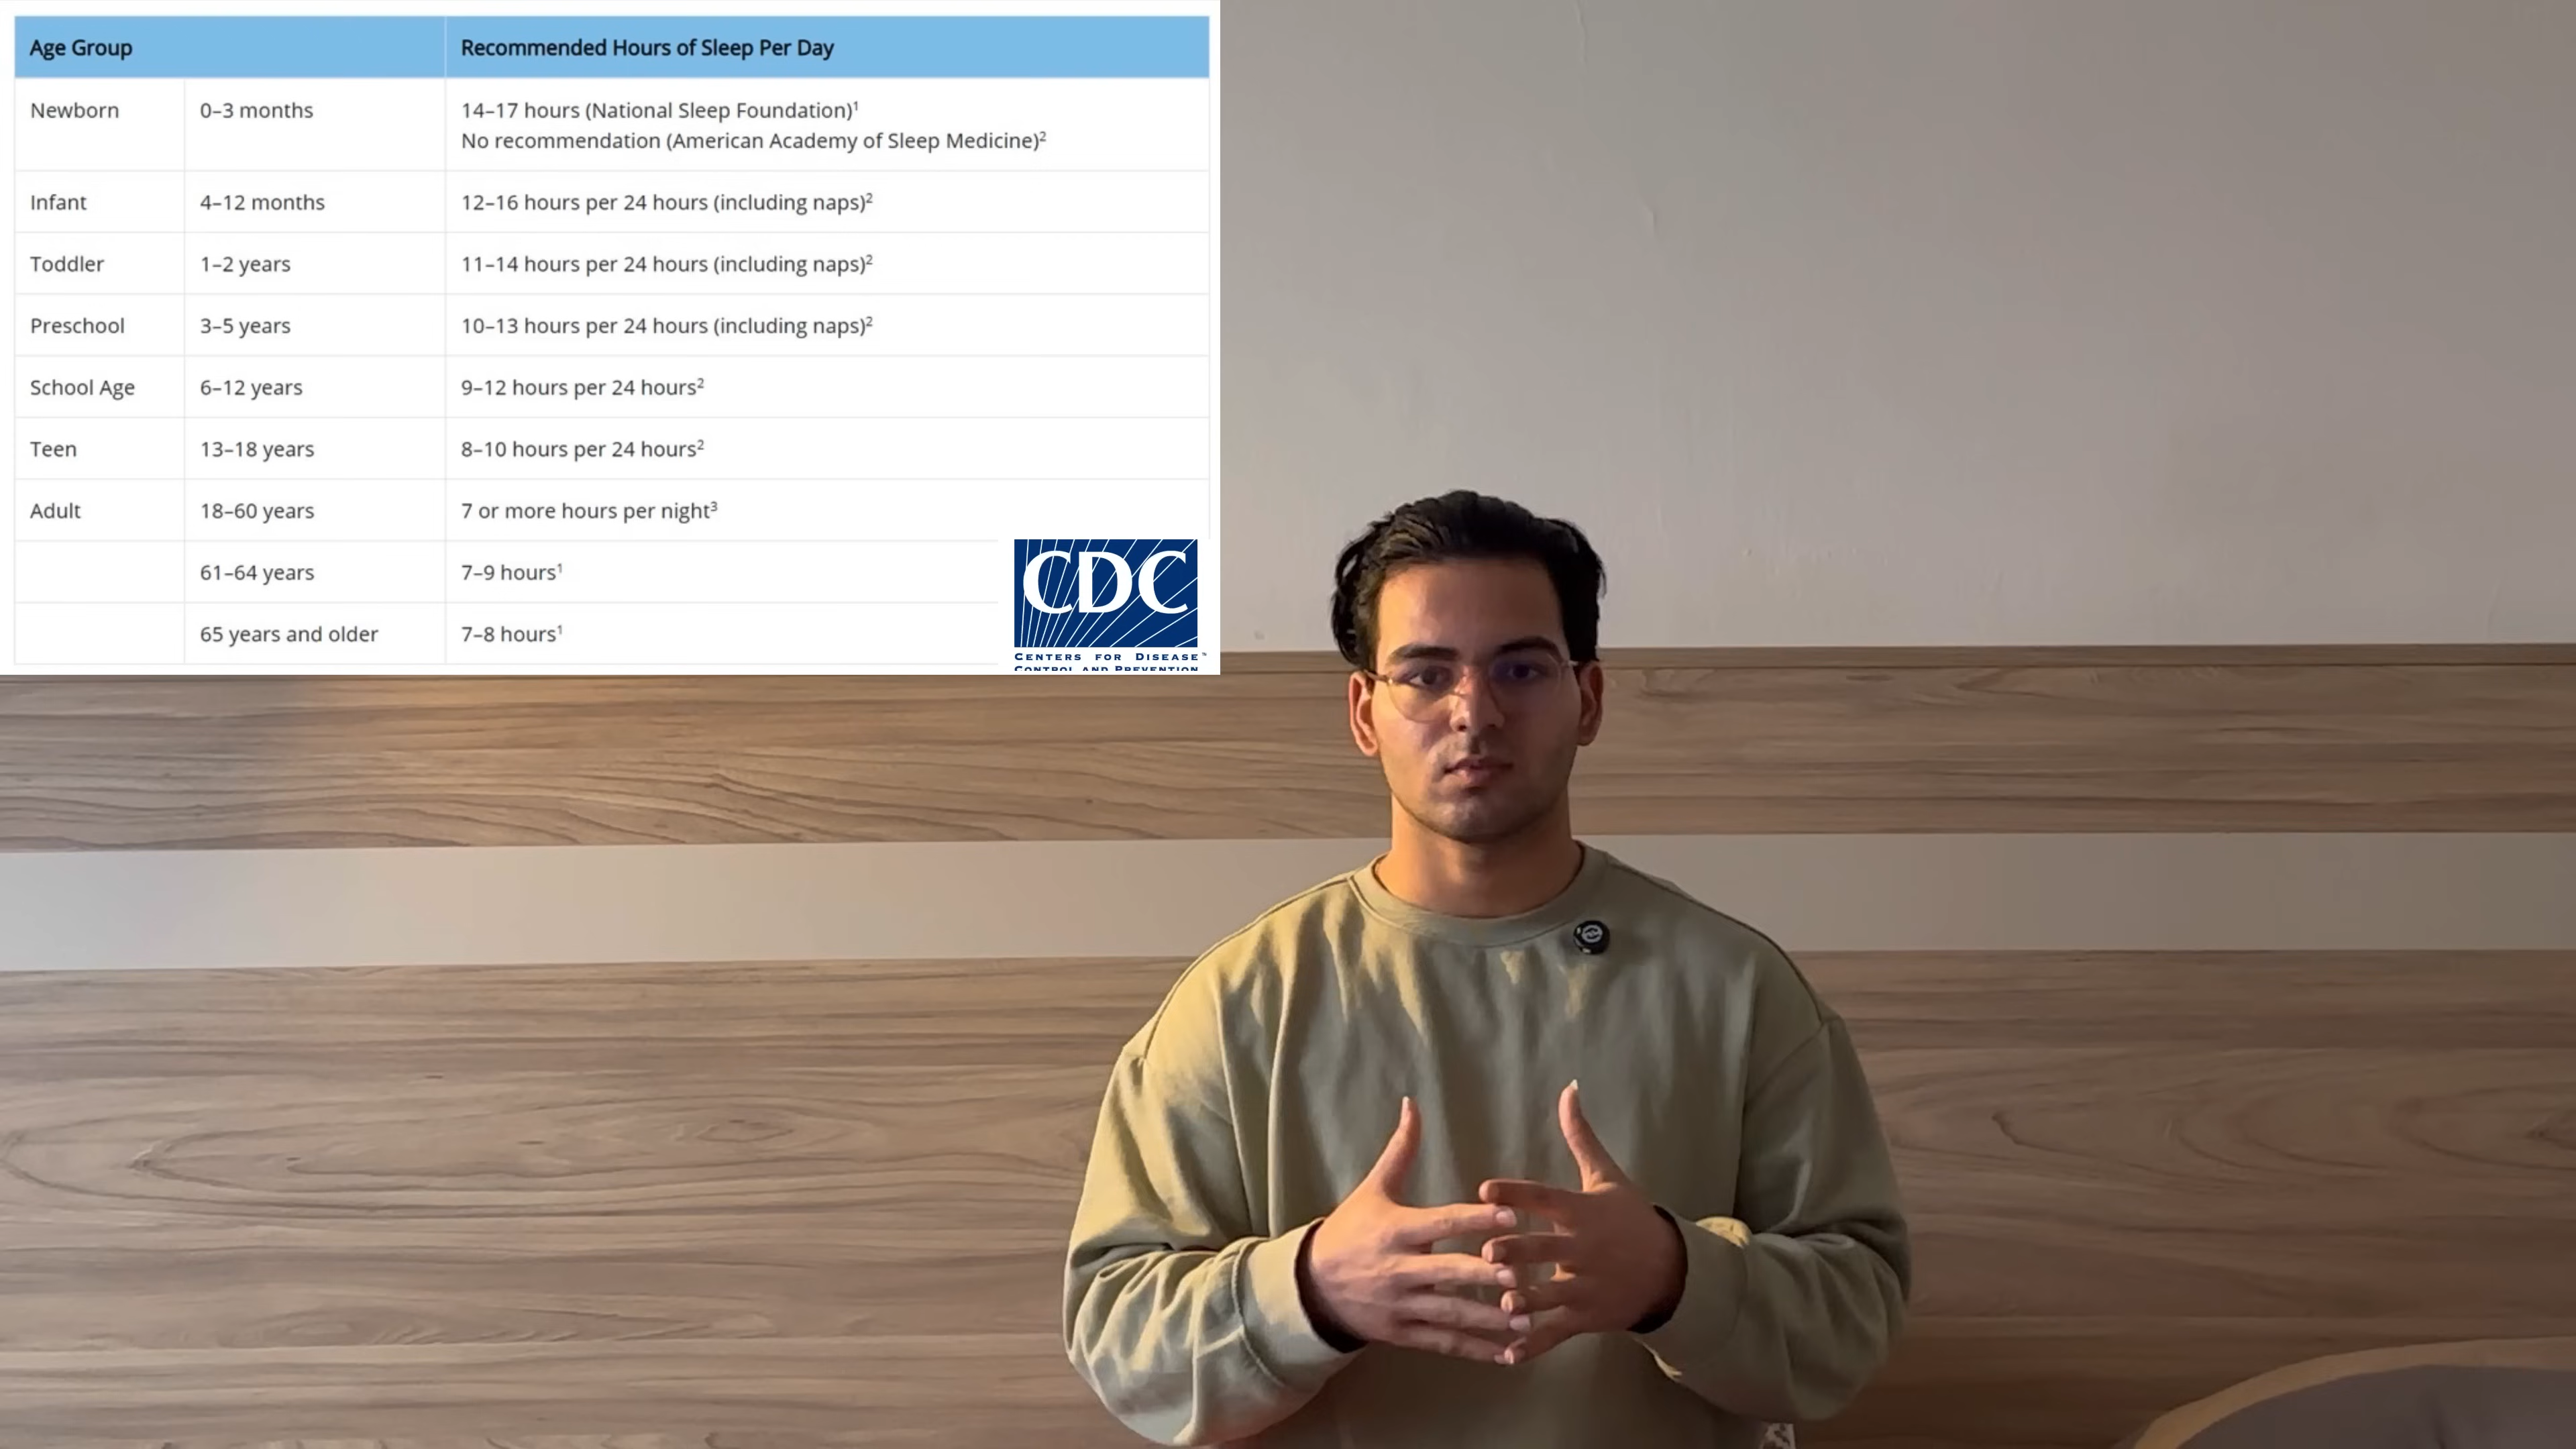 Age Group Recommended Hours of Sleep Per Day
Newborn 0–3 months 14–17 hours (National Sleep Foundation)¹
No recommendation (American Academy of Sleep Medicine)²
Infant 4–12 months 12–16 hours per 24 hours (including naps)²
Toddler 1–2 years 11–14 hours per 24 hours (including naps)²
Preschool 3–5 years 10–13 hours per 24 hours (including naps)²
School Age 6–12 years 9–12 hours per 24 hours²
Teen 13–18 years 8–10 hours per 24 hours²
Adult 18–60 years 7 or more hours per night³
61–64 years 7–9 hours¹
65 years and older 7–8 hours¹
CDC
CENTERS FOR DISEASE™
CONTROL AND PREVENTION